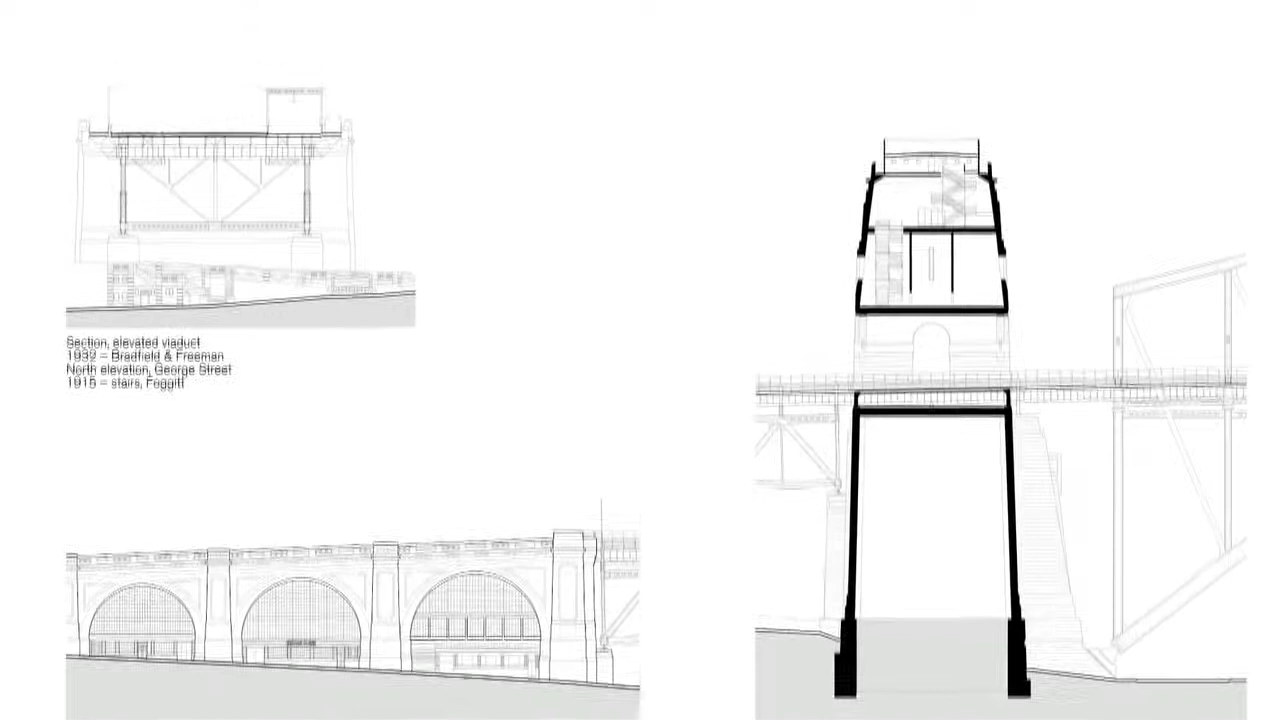 Section, elevated viaduct
1932 – Bradfield & Freeman
North elevation, George Street
1915 – stairs, Foggitt